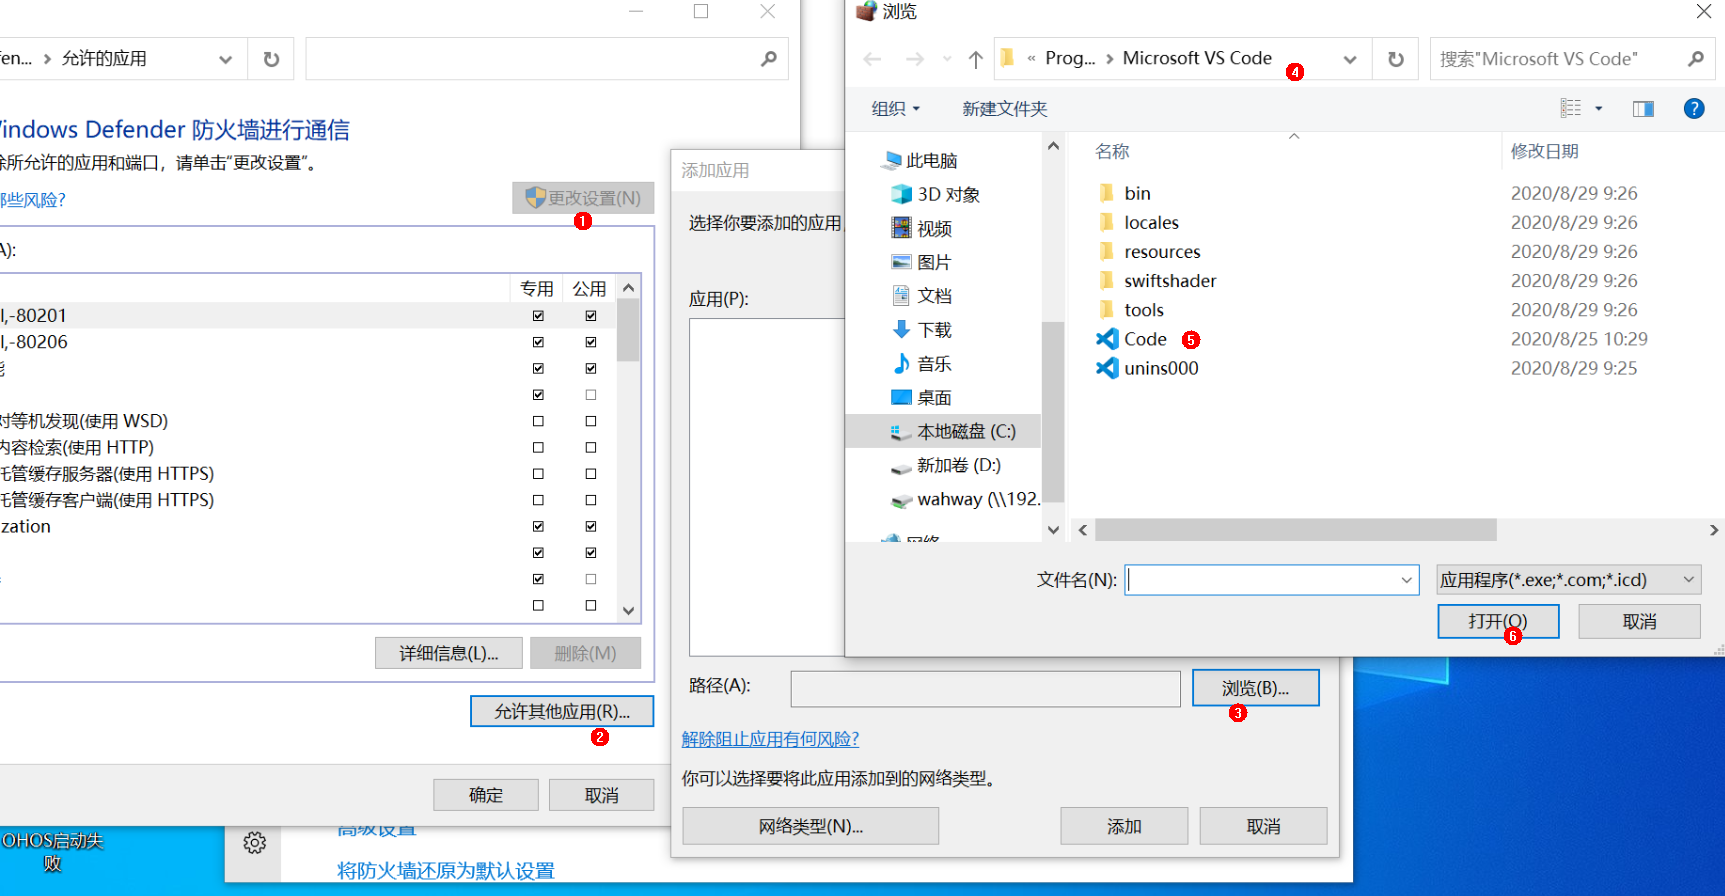 fen... › 允许的应用
Windows Defender 防火墙进行通信
除所允许的应用和端口，请单击“更改设置”。
哪些风险?
更改设置(N)
1
A):
专用 公用
l,-80201
l,-80206
能
对等机发现(使用 WSD)
内容检索(使用 HTTP)
托管缓存服务器(使用 HTTPS)
托管缓存客户端(使用 HTTPS)
ization
详细信息(L)...
删除(M)
允许其他应用(R)...
2
确定
取消
OHOS启动失
败
高级设置
将防火墙还原为默认设置
添加应用
选择你要添加的应用，
应用(P):
路径(A):
浏览(B)...
3
解除阻止应用有何风险?
你可以选择要将此应用添加到的网络类型。
网络类型(N)...
添加
取消
浏览
« Prog... › Microsoft VS Code
4
搜索"Microsoft VS Code"
组织
新建文件夹
?
此电脑
3D 对象
视频
图片
文档
下载
音乐
桌面
本地磁盘 (C:)
新加卷 (D:)
wahway (\\192.
网络
名称 修改日期
bin 2020/8/29 9:26
locales 2020/8/29 9:26
resources 2020/8/29 9:26
swiftshader 2020/8/29 9:26
tools 2020/8/29 9:26
Code 5 2020/8/25 10:29
unins000 2020/8/29 9:25
文件名(N):
应用程序(*.exe;*.com;*.icd)
打开(O)
6
取消